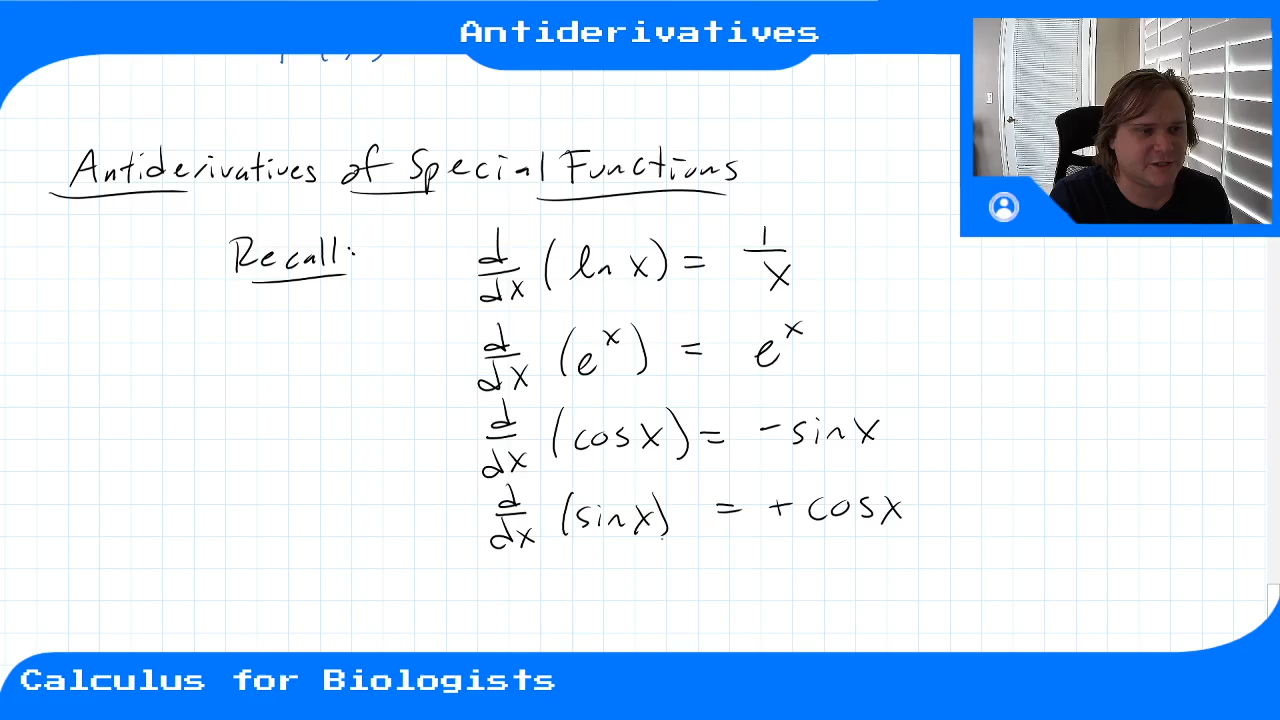 Antiderivatives
Antiderivatives of Special Functions
Recall:
d/dx (ln x) = 1/x
d/dx (e^x) = e^x
d/dx (cos x) = -sin x
d/dx (sin x) = +cos x
Calculus for Biologists